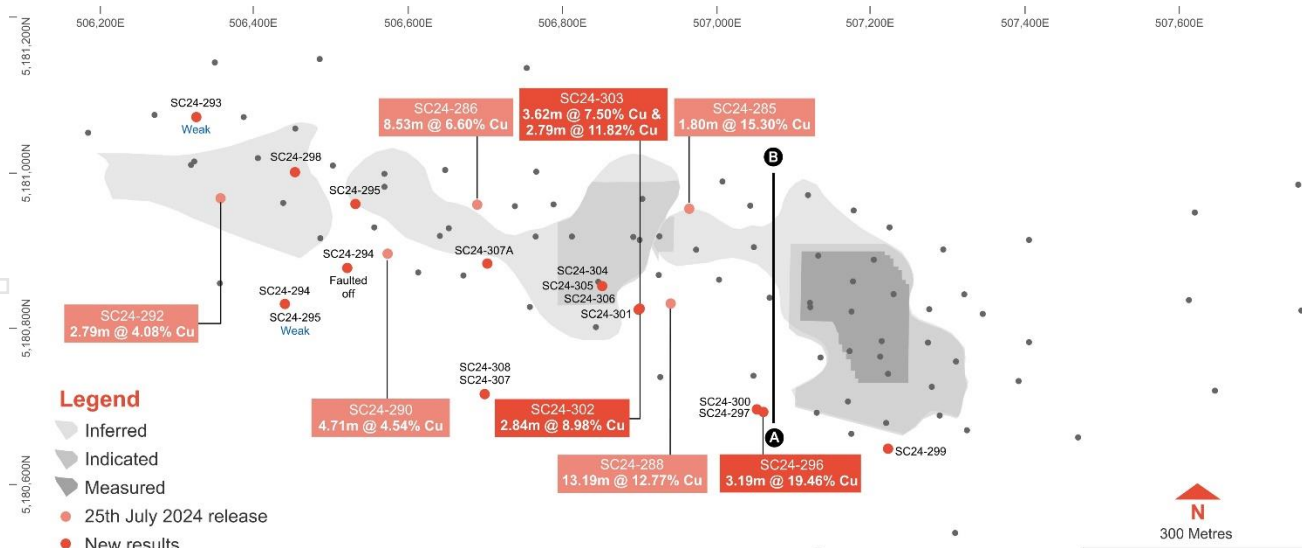 506,200E
506,400E
506,600E
506,800E
507,000E
507,200E
507,400E
507,600E
5,181,200N
5,181,000N
5,180,800N
5,180,600N
SC24-293
Weak
SC24-298
SC24-295
SC24-286
8.53m @ 6.60% Cu
SC24-303
3.62m @ 7.50% Cu &
2.79m @ 11.82% Cu
SC24-285
1.80m @ 15.30% Cu
B
SC24-294
Faulted
off
SC24-307A
SC24-304
SC24-305
SC24-306
SC24-301
SC24-294
SC24-295
Weak
SC24-292
2.79m @ 4.08% Cu
SC24-308
SC24-307
SC24-290
4.71m @ 4.54% Cu
SC24-302
2.84m @ 8.98% Cu
SC24-300
SC24-297
A
SC24-288
13.19m @ 12.77% Cu
SC24-296
3.19m @ 19.46% Cu
SC24-299
Legend
Inferred
Indicated
Measured
25th July 2024 release
New results
N
300 Metres